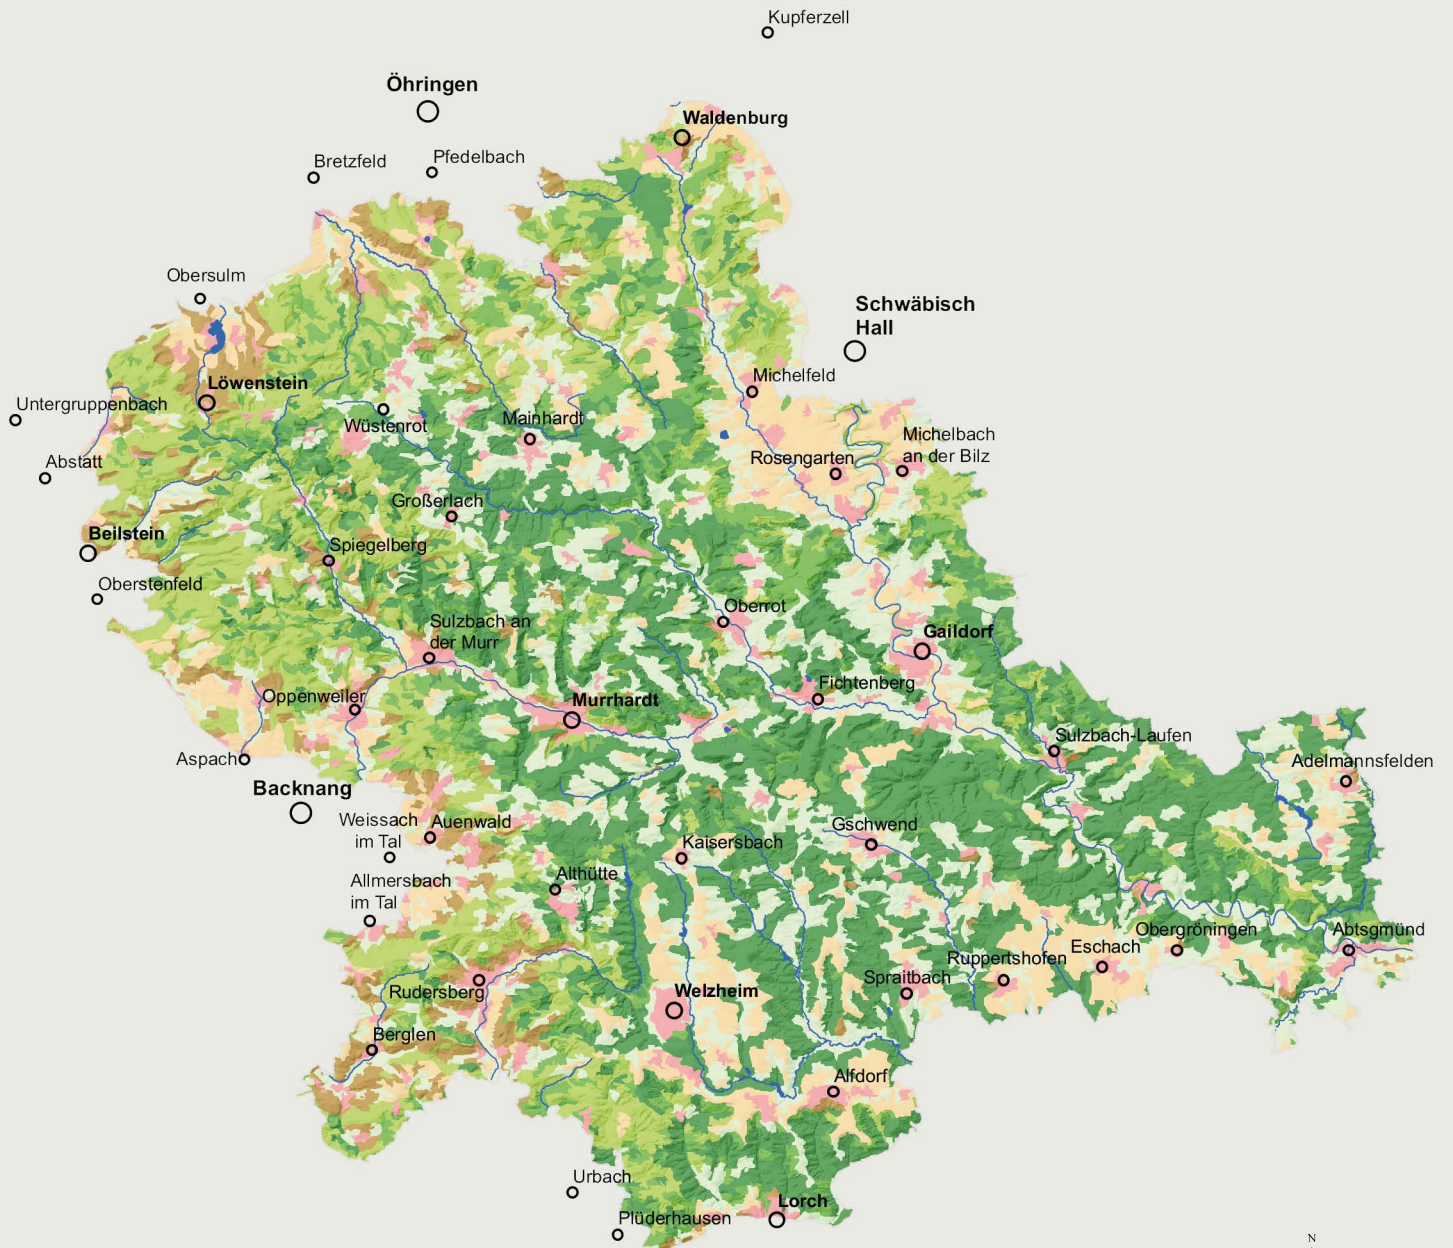 Kupferzell
Öhringen
Waldenburg
Bretzfeld
Pfedelbach
Obersulm
Schwäbisch
Hall
Löwenstein
Michelfeld
Untergruppenbach
Wüstenrot
Mainhardt
Michelbach
an der Bilz
Rosengarten
Abstatt
Großerlach
Beilstein
Spiegelberg
Oberstenfeld
Oberrot
Sulzbach an
der Murr
Gaildorf
Fichtenberg
Oppenweiler
Murrhardt
Sulzbach-Laufen
Aspach
Adelmannsfelden
Backnang
Weissach
im Tal
Auenwald
Gschwend
Kaisersbach
Allmersbach
im Tal
Althütte
Obergröningen
Abtsgmünd
Eschach
Ruppertshofen
Spraitbach
Rudersberg
Welzheim
Berglen
Alfdorf
Urbach
Lorch
Plüderhausen
N